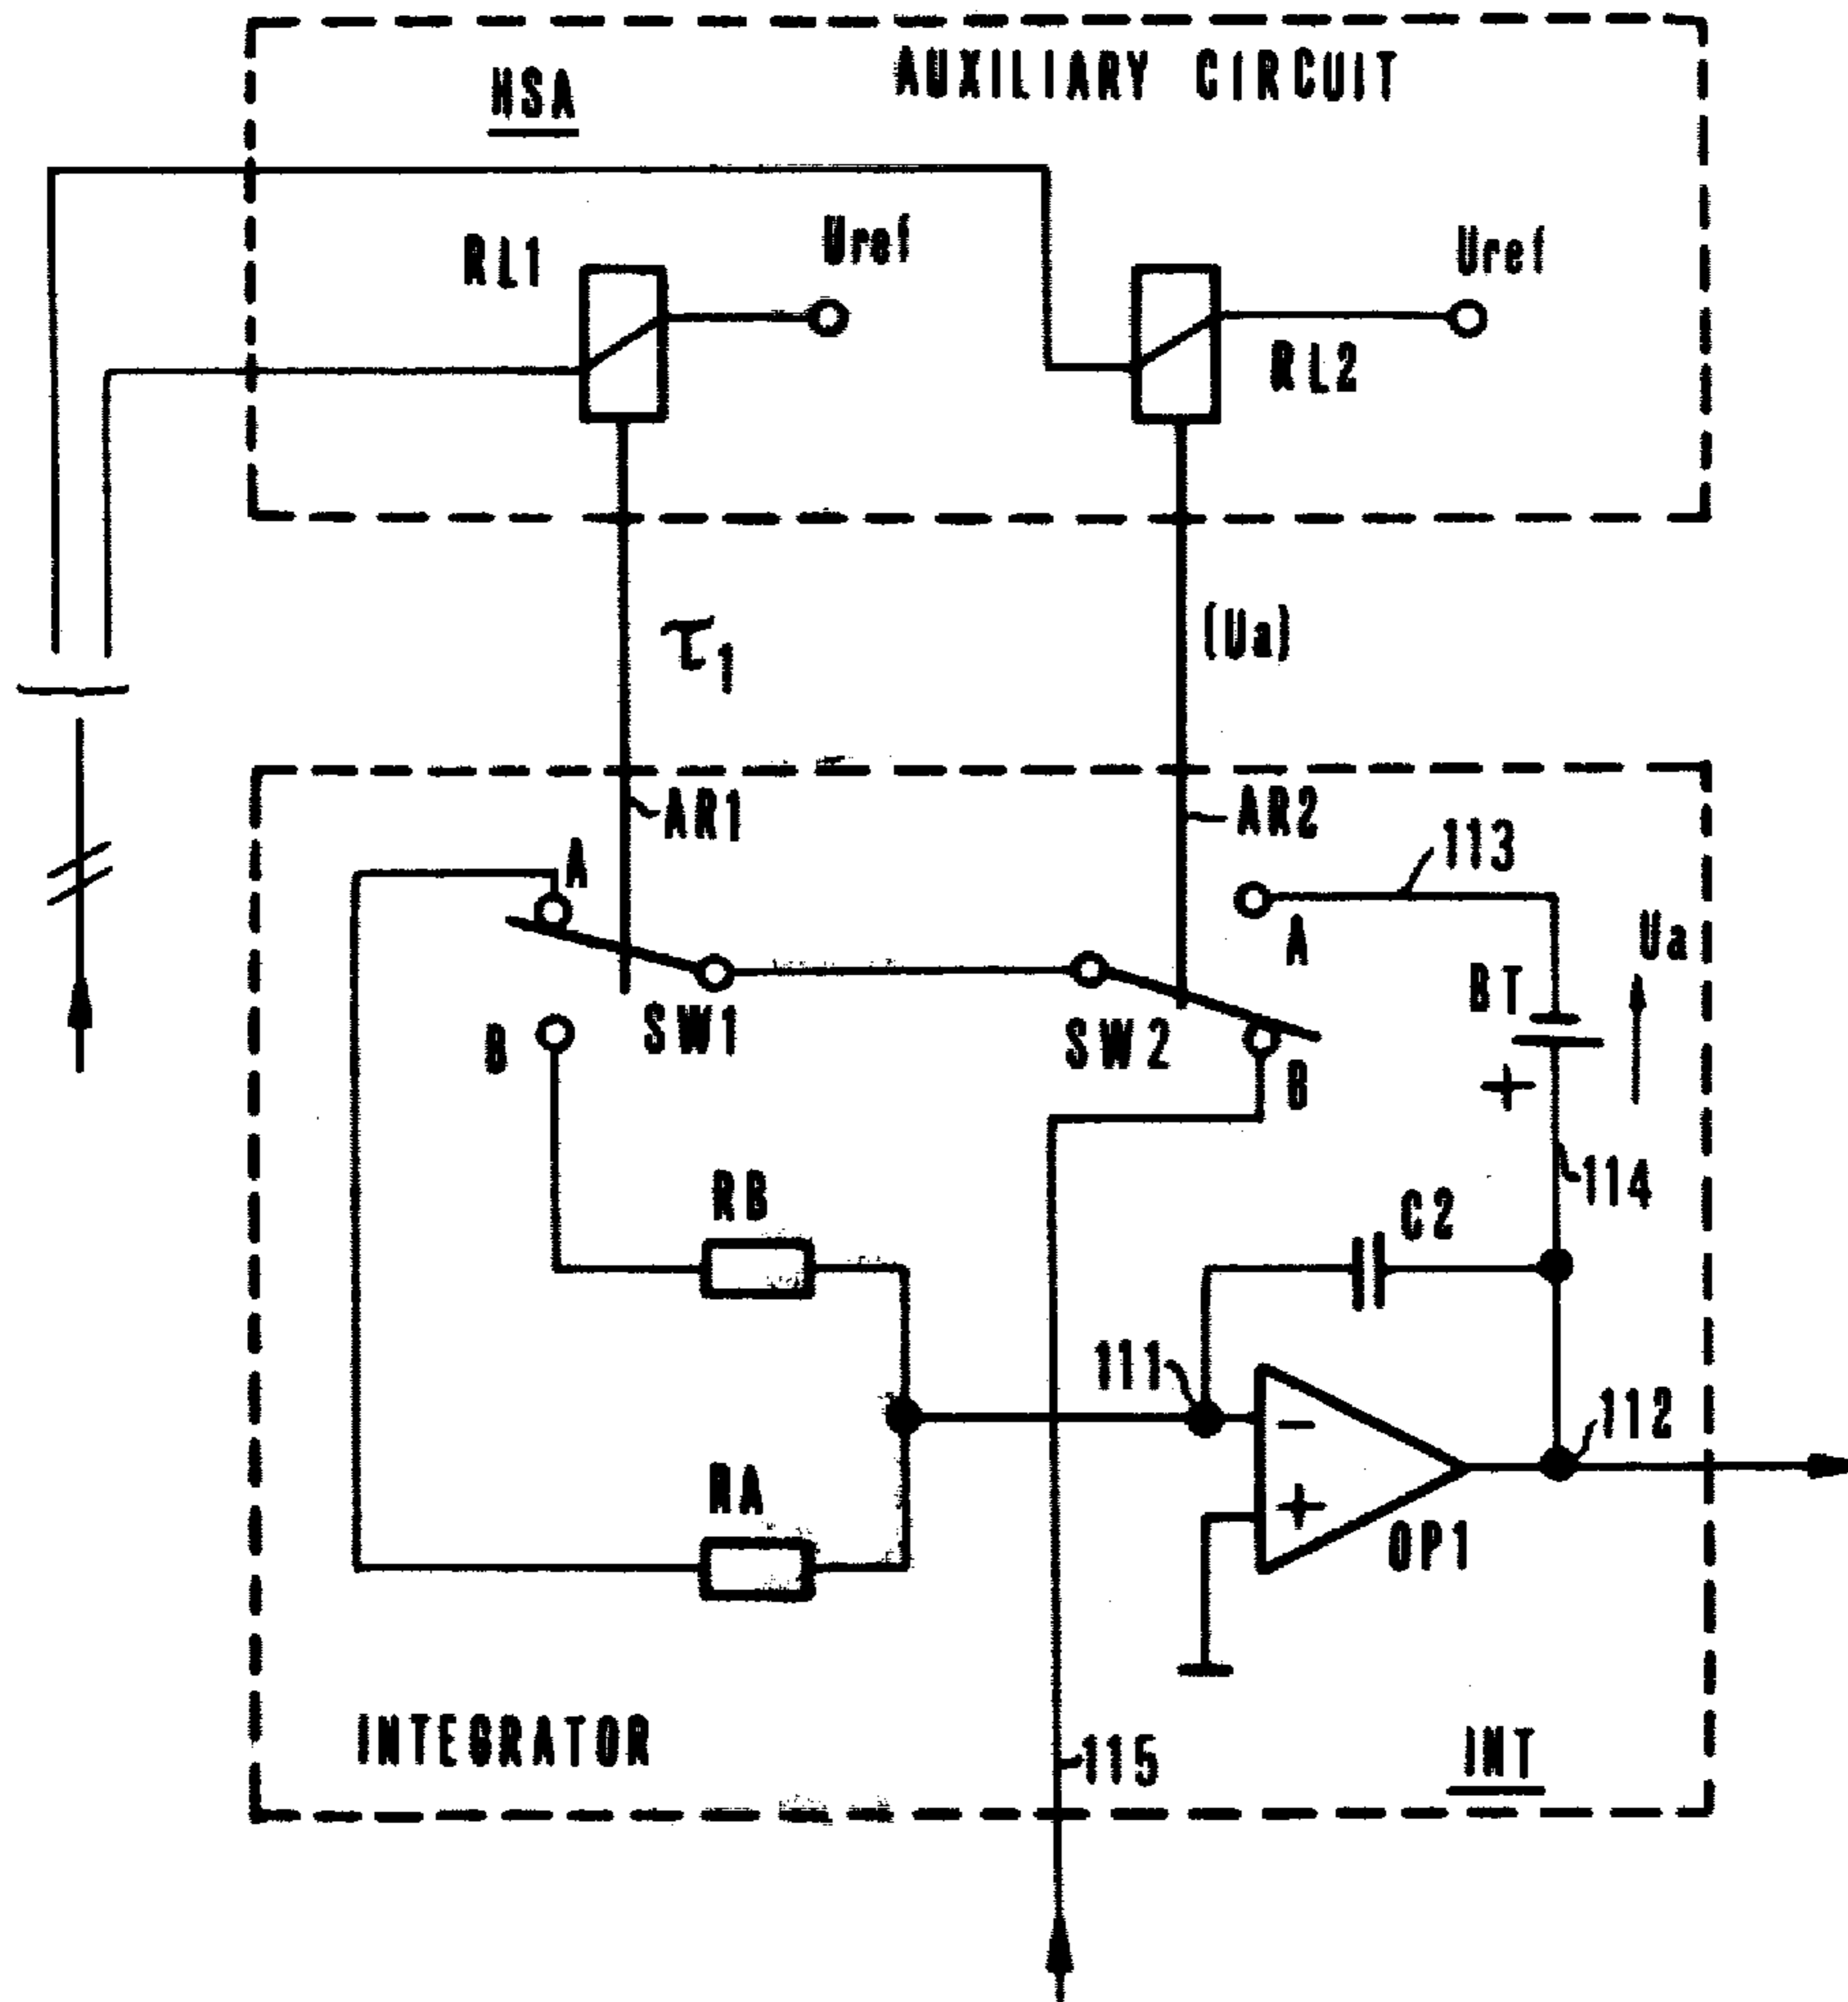 HSA
AUXILIARY CIRCUIT
RL1
Uref
Uref
RL2
τ1
(Ua)
AR1
AR2
113
A
A
Ua
BT
SW1
B
SW2
B
+
114
RB
C2
111
112
RA
−
+
OP1
INTEGRATOR
115
INT